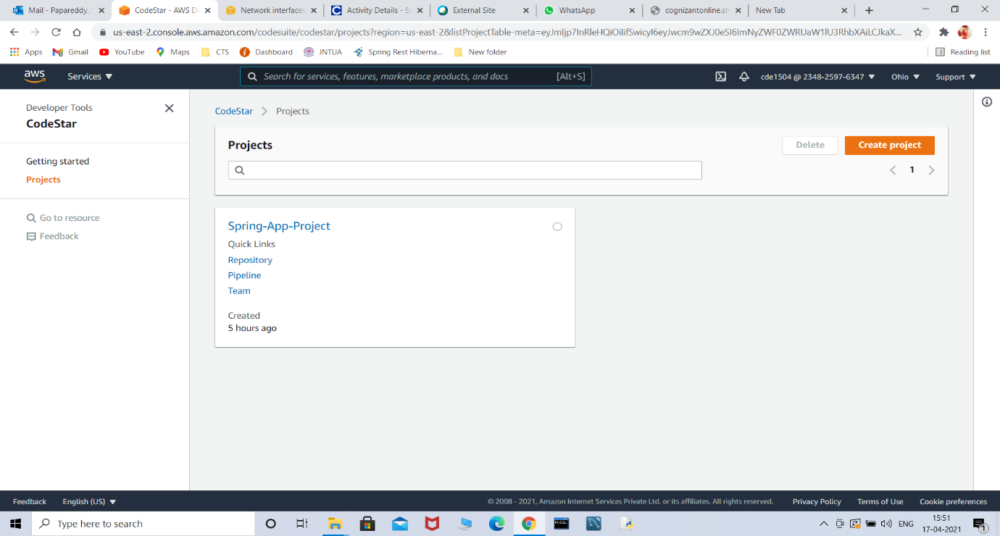 Mail - Papareddy,
CodeStar - AWS De
Network interfaces
Activity Details - S
External Site
WhatsApp
cognizantonline.sh
New Tab
us-east-2.console.aws.amazon.com/codesuite/codestar/projects?region=us-east-2&listProjectTable-meta=
Apps
Gmail
YouTube
Maps
CTS
Dashboard
JNTUA
Spring Rest Hiberna...
New folder
Reading list
aws
Services
Search for services, features, marketplace products, and docs
[Alt+S]
cde1504 @ 2348-2597-6347
Ohio
Support
Developer Tools
CodeStar
Getting started
Projects
Go to resource
Feedback
CodeStar
Projects
Projects
Delete
Create project
1
Spring-App-Project
Quick Links
Repository
Pipeline
Team
Created
5 hours ago
Feedback
English (US)
© 2008 - 2021, Amazon Internet Services Private Ltd. or its affiliates. All rights reserved.
Privacy Policy
Terms of Use
Cookie preferences
Type here to search
ENG
15:51
17-04-2021
1